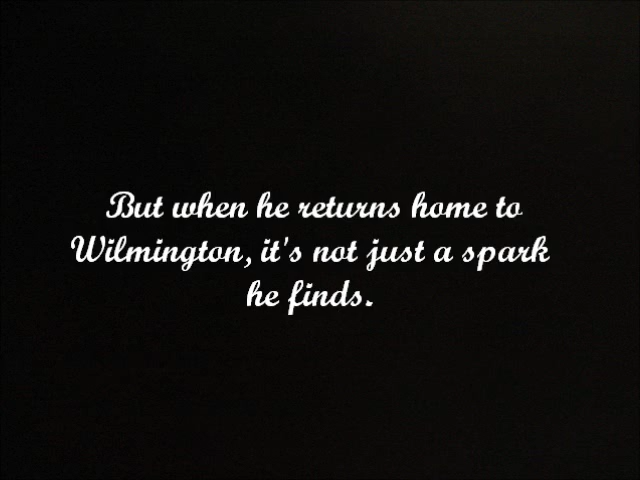 But when he returns home to
Wilmington, it's not just a spark
he finds.